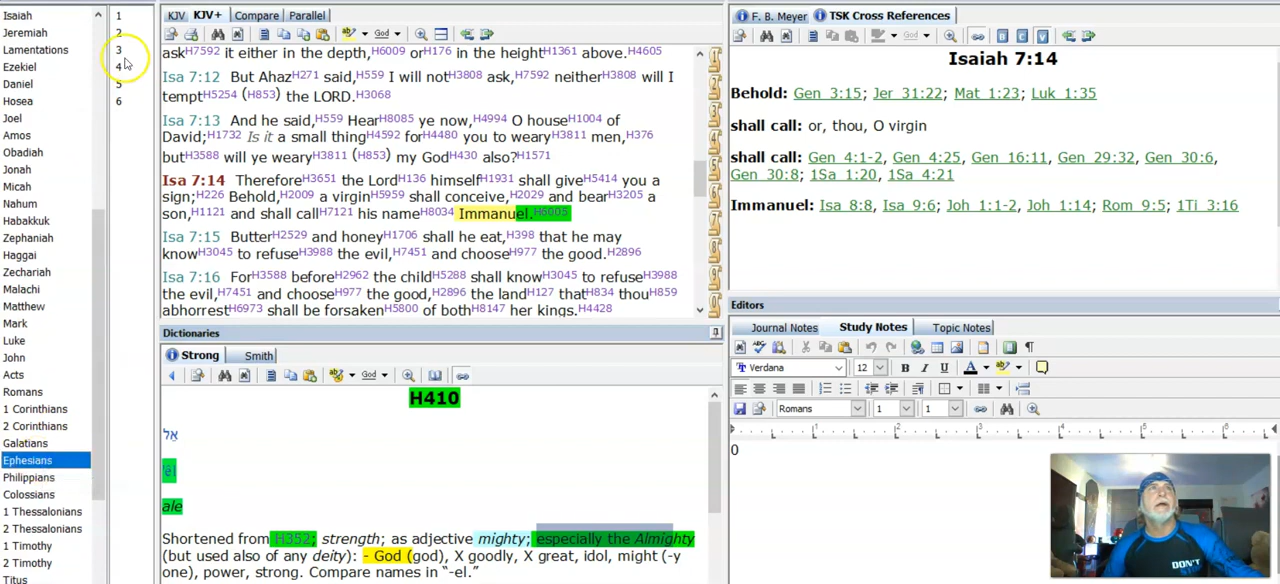 Isaiah
Jeremiah
Lamentations
Ezekiel
Daniel
Hosea
Joel
Amos
Obadiah
Jonah
Micah
Nahum
Habakkuk
Zephaniah
Haggai
Zechariah
Malachi
Matthew
Mark
Luke
John
Acts
Romans
1 Corinthians
2 Corinthians
Galatians
Ephesians
Philippians
Colossians
1 Thessalonians
2 Thessalonians
1 Timothy
2 Timothy
Titus
1
2
3
4
5
6
KJV KJV+ Compare Parallel
God
askH7592 it either in the depth,H6009 orH176 in the heightH1361 above.H4605
Isa 7:12 But AhazH271 said,H559 I will notH3808 ask,H7592 neitherH3808 will I
temptH5254 (H853) the LORD.H3068
Isa 7:13 And he said,H559 HearH8085 ye now,H4994 O houseH1004 of
David;H1732 Is it a small thingH4592 forH4480 you to wearyH3811 men,H376
butH3588 will ye wearyH3811 (H853) my GodH430 also?H1571
Isa 7:14 ThereforeH3651 the LordH136 himselfH1931 shall giveH5414 you a
sign;H226 Behold,H2009 a virginH5959 shall conceive,H2029 and bearH3205 a
son,H1121 and shall callH7121 his nameH8034 Immanuel.H6005
Isa 7:15 ButterH2529 and honeyH1706 shall he eat,H398 that he may
knowH3045 to refuseH3988 the evil,H7451 and chooseH977 the good.H2896
Isa 7:16 ForH3588 beforeH2962 the childH5288 shall knowH3045 to refuseH3988
the evil,H7451 and chooseH977 the good,H2896 the landH127 thatH834 thouH859
abhorrestH6973 shall be forsakenH5800 of bothH8147 her kings.H4428
Dictionaries
Strong Smith
God
H410
אֵל
'êl
ale
Shortened from H352; strength; as adjective mighty; especially the Almighty
(but used also of any deity): - God (god), X goodly, X great, idol, might (-y
one), power, strong. Compare names in “-el.”
F. B. Meyer TSK Cross References
God B C V
Isaiah 7:14
Behold: Gen 3:15; Jer 31:22; Mat 1:23; Luk 1:35
shall call: or, thou, O virgin
shall call: Gen 4:1-2, Gen 4:25, Gen 16:11, Gen 29:32, Gen 30:6,
Gen 30:8; 1Sa 1:20, 1Sa 4:21
Immanuel: Isa 8:8, Isa 9:6; Joh 1:1-2, Joh 1:14; Rom 9:5; 1Ti 3:16
Editors
Journal Notes Study Notes Topic Notes
Verdana 12 B I U A
Romans 1 1
1 2 3 4 5 6
0
DON'T